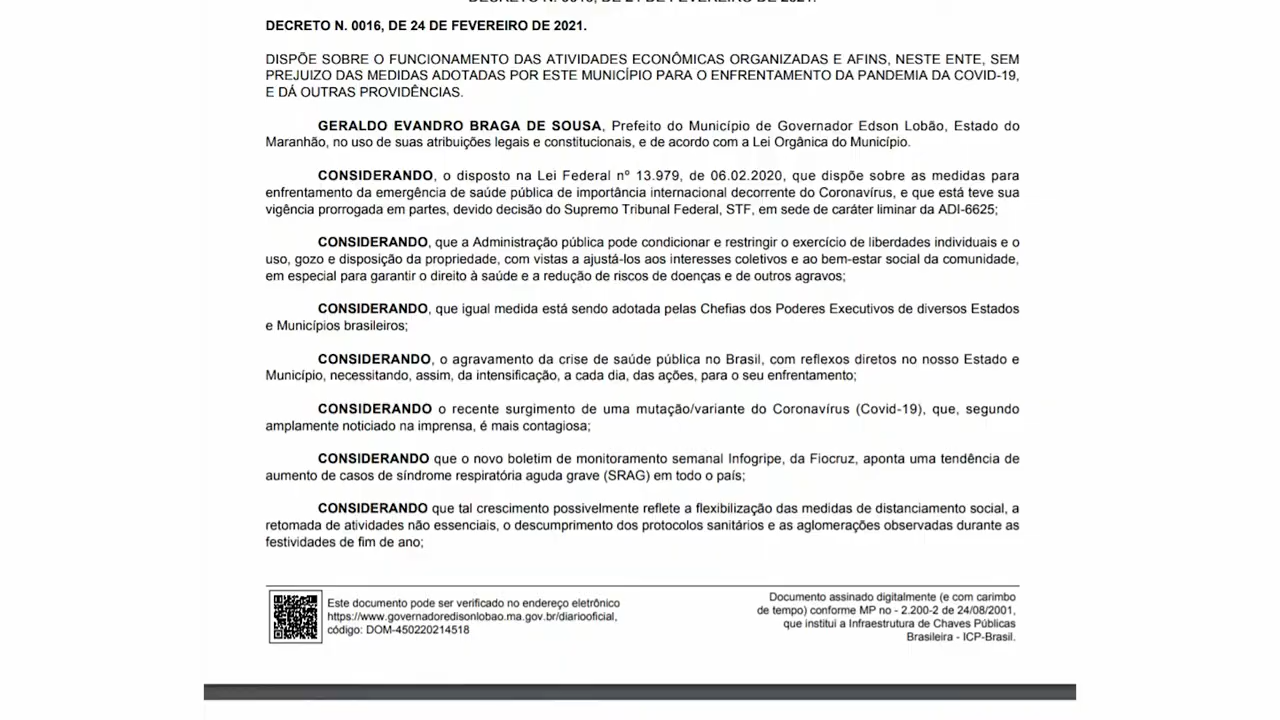 DECRETO N. 0016, DE 24 DE FEVEREIRO DE 2021.
DECRETO N. 0016, DE 24 DE FEVEREIRO DE 2021.
DISPÕE SOBRE O FUNCIONAMENTO DAS ATIVIDADES ECONÔMICAS ORGANIZADAS E AFINS, NESTE ENTE, SEM
PREJUIZO DAS MEDIDAS ADOTADAS POR ESTE MUNICÍPIO PARA O ENFRENTAMENTO DA PANDEMIA DA COVID-19,
E DÁ OUTRAS PROVIDÊNCIAS.
GERALDO EVANDRO BRAGA DE SOUSA, Prefeito do Município de Governador Edson Lobão, Estado do
Maranhão, no uso de suas atribuições legais e constitucionais, e de acordo com a Lei Orgânica do Município.
CONSIDERANDO, o disposto na Lei Federal nº 13.979, de 06.02.2020, que dispõe sobre as medidas para
enfrentamento da emergência de saúde pública de importância internacional decorrente do Coronavírus, e que está teve sua
vigência prorrogada em partes, devido decisão do Supremo Tribunal Federal, STF, em sede de caráter liminar da ADI-6625;
CONSIDERANDO, que a Administração pública pode condicionar e restringir o exercício de liberdades individuais e o
uso, gozo e disposição da propriedade, com vistas a ajustá-los aos interesses coletivos e ao bem-estar social da comunidade,
em especial para garantir o direito à saúde e a redução de riscos de doenças e de outros agravos;
CONSIDERANDO, que igual medida está sendo adotada pelas Chefias dos Poderes Executivos de diversos Estados
e Municípios brasileiros;
CONSIDERANDO, o agravamento da crise de saúde pública no Brasil, com reflexos diretos no nosso Estado e
Município, necessitando, assim, da intensificação, a cada dia, das ações, para o seu enfrentamento;
CONSIDERANDO o recente surgimento de uma mutação/variante do Coronavírus (Covid-19), que, segundo
amplamente noticiado na imprensa, é mais contagiosa;
CONSIDERANDO que o novo boletim de monitoramento semanal Infogripe, da Fiocruz, aponta uma tendência de
aumento de casos de síndrome respiratória aguda grave (SRAG) em todo o país;
CONSIDERANDO que tal crescimento possivelmente reflete a flexibilização das medidas de distanciamento social, a
retomada de atividades não essenciais, o descumprimento dos protocolos sanitários e as aglomerações observadas durante as
festividades de fim de ano;
Este documento pode ser verificado no endereço eletrônico
https://www.governadoredisonlobao.ma.gov.br/diariooficial,
código: DOM-450220214518
Documento assinado digitalmente (e com carimbo
de tempo) conforme MP no - 2.200-2 de 24/08/2001,
que institui a Infraestrutura de Chaves Públicas
Brasileira - ICP-Brasil.